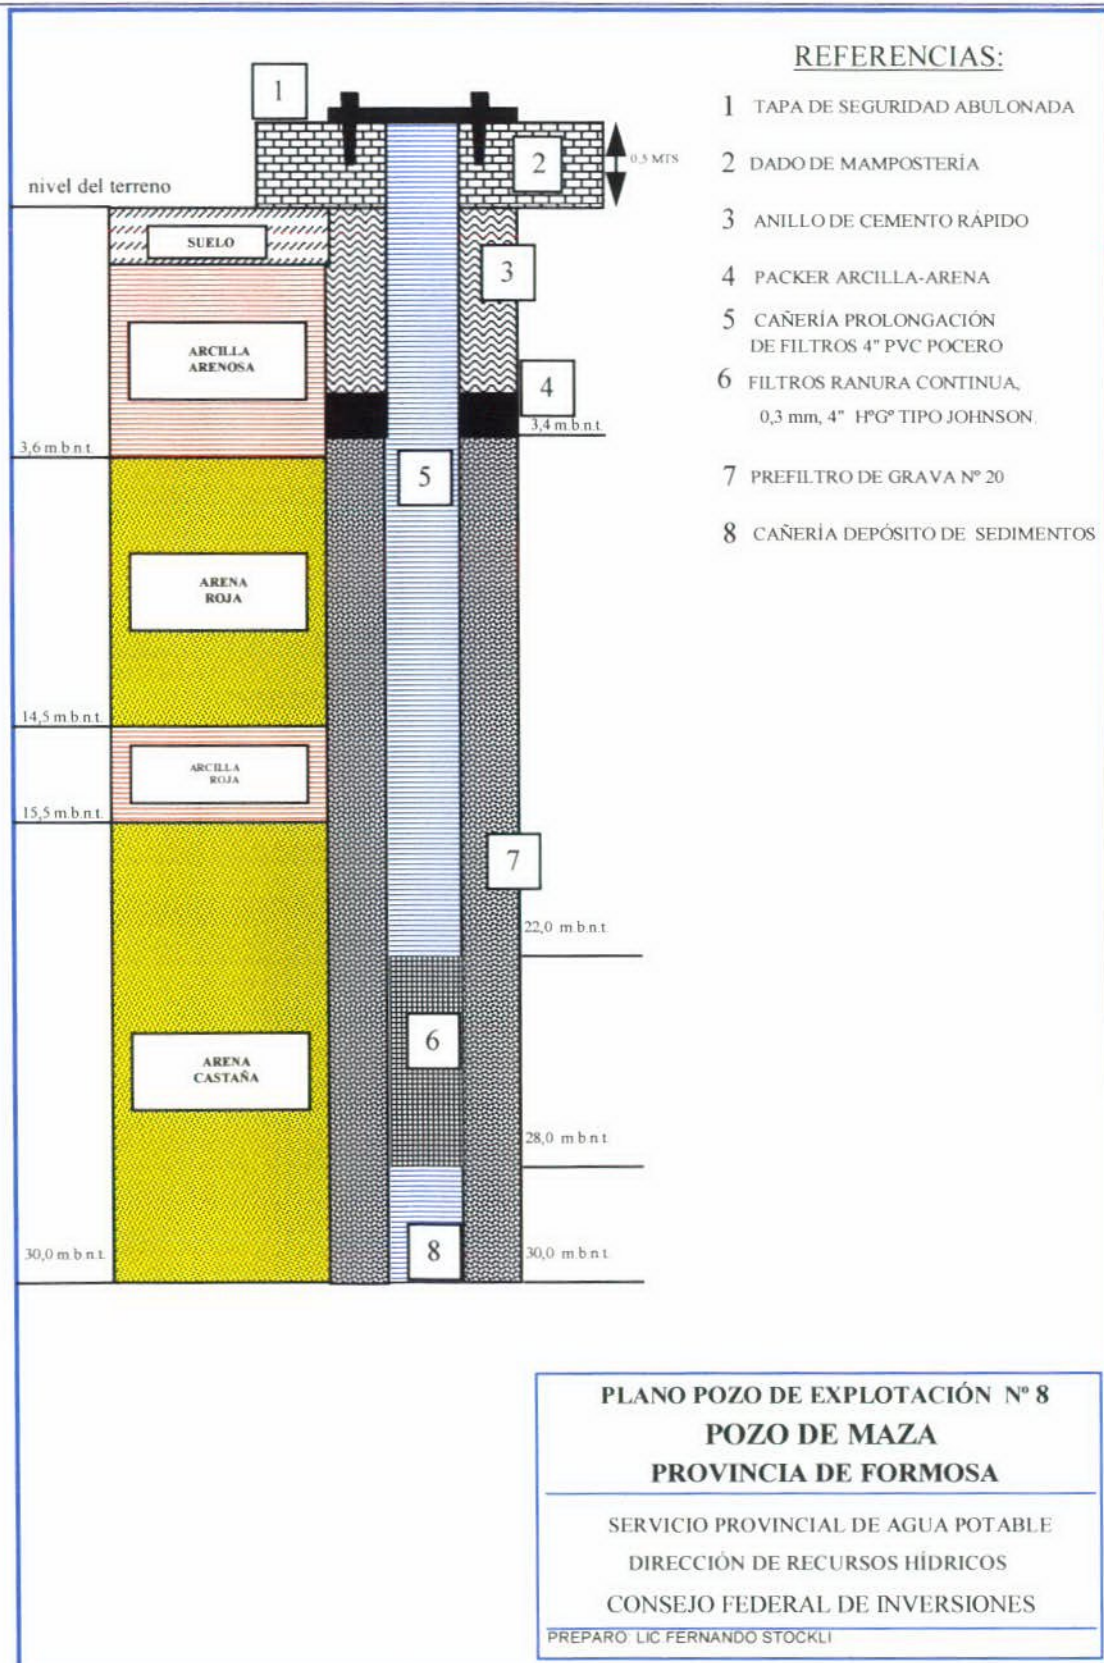 REFERENCIAS:
1 TAPA DE SEGURIDAD ABULONADA
2 DADO DE MAMPOSTERÍA
3 ANILLO DE CEMENTO RÁPIDO
4 PACKER ARCILLA-ARENA
5 CAÑERÍA PROLONGACIÓN
DE FILTROS 4" PVC POCERO
6 FILTROS RANURA CONTINUA,
0,3 mm, 4" HºGº TIPO JOHNSON.
7 PREFILTRO DE GRAVA Nº 20
8 CAÑERÍA DEPÓSITO DE SEDIMENTOS
1
2
0,5 MTS
nivel del terreno
SUELO
3
ARCILLA
ARENOSA
4
3,4 m.b.n.t.
3,6 m.b.n.t.
5
ARENA
ROJA
14,5 m.b.n.t.
ARCILLA
ROJA
15,5 m.b.n.t.
7
22,0 m.b.n.t.
6
ARENA
CASTAÑA
28,0 m.b.n.t.
8
30,0 m.b.n.t.
30,0 m.b.n.t.
PLANO POZO DE EXPLOTACIÓN Nº 8
POZO DE MAZA
PROVINCIA DE FORMOSA
SERVICIO PROVINCIAL DE AGUA POTABLE
DIRECCIÓN DE RECURSOS HÍDRICOS
CONSEJO FEDERAL DE INVERSIONES
PREPARO: LIC FERNANDO STOCKLI